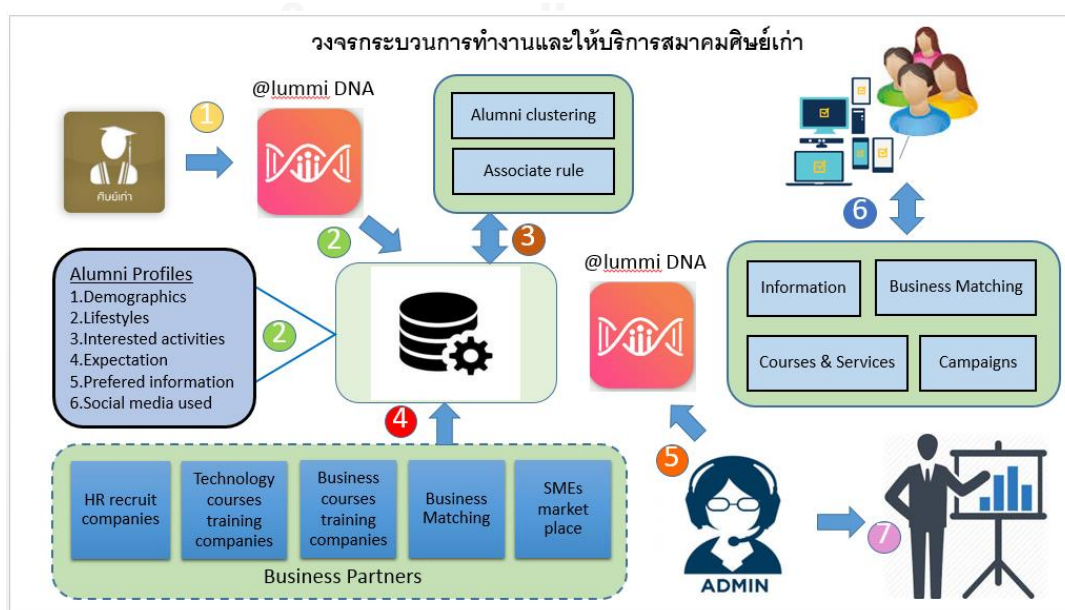 วงจรกระบวนการทำงานและให้บริการสมาคมศิษย์เก่า
1
@lummi DNA
ศิษย์เก่า
Alumni clustering
Associate rule
2
3
6
Alumni Profiles
1.Demographics
2.Lifestyles
3.Interested activities
4.Expectation
5.Prefered information
6.Social media used
2
@lummi DNA
Information
Business Matching
Courses & Services
Campaigns
4
HR recruit
companies
Technology
courses
training
companies
Business
courses
training
companies
Business
Matching
SMEs
market
place
Business Partners
5
ADMIN
7